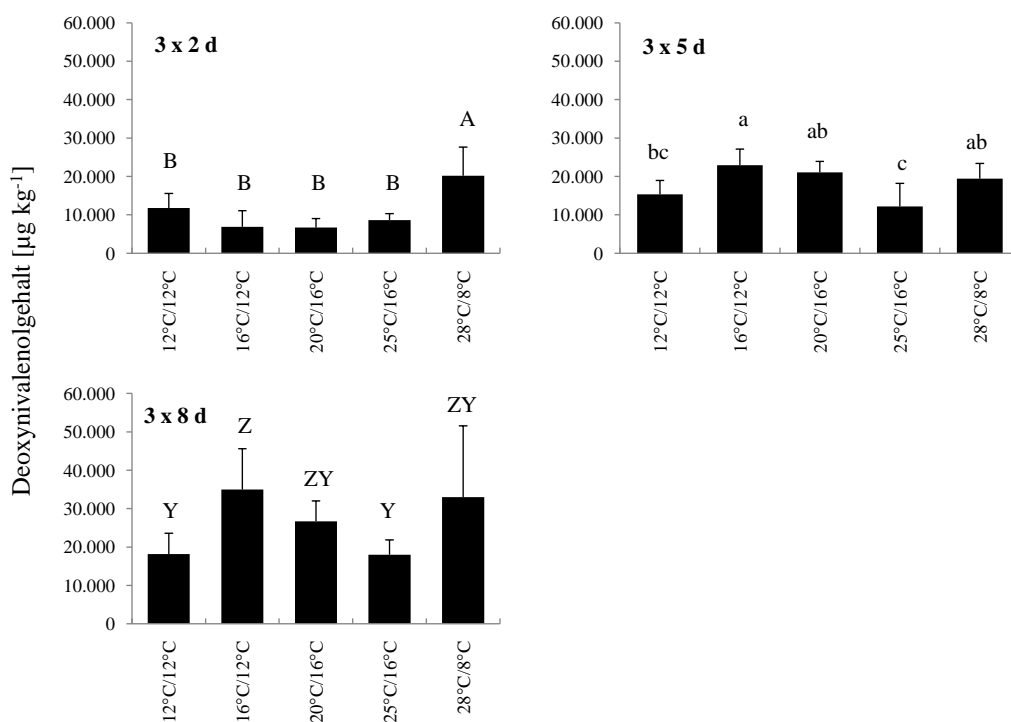 Deoxynivalenolgehalt [µg kg-1]
3 x 2 d
60.000
50.000
40.000
30.000
20.000
10.000
0
B
B
B
B
A
12°C/12°C
16°C/12°C
20°C/16°C
25°C/16°C
28°C/8°C
3 x 5 d
60.000
50.000
40.000
30.000
20.000
10.000
0
bc
a
ab
c
ab
12°C/12°C
16°C/12°C
20°C/16°C
25°C/16°C
28°C/8°C
3 x 8 d
60.000
50.000
40.000
30.000
20.000
10.000
0
Y
Z
ZY
Y
ZY
12°C/12°C
16°C/12°C
20°C/16°C
25°C/16°C
28°C/8°C